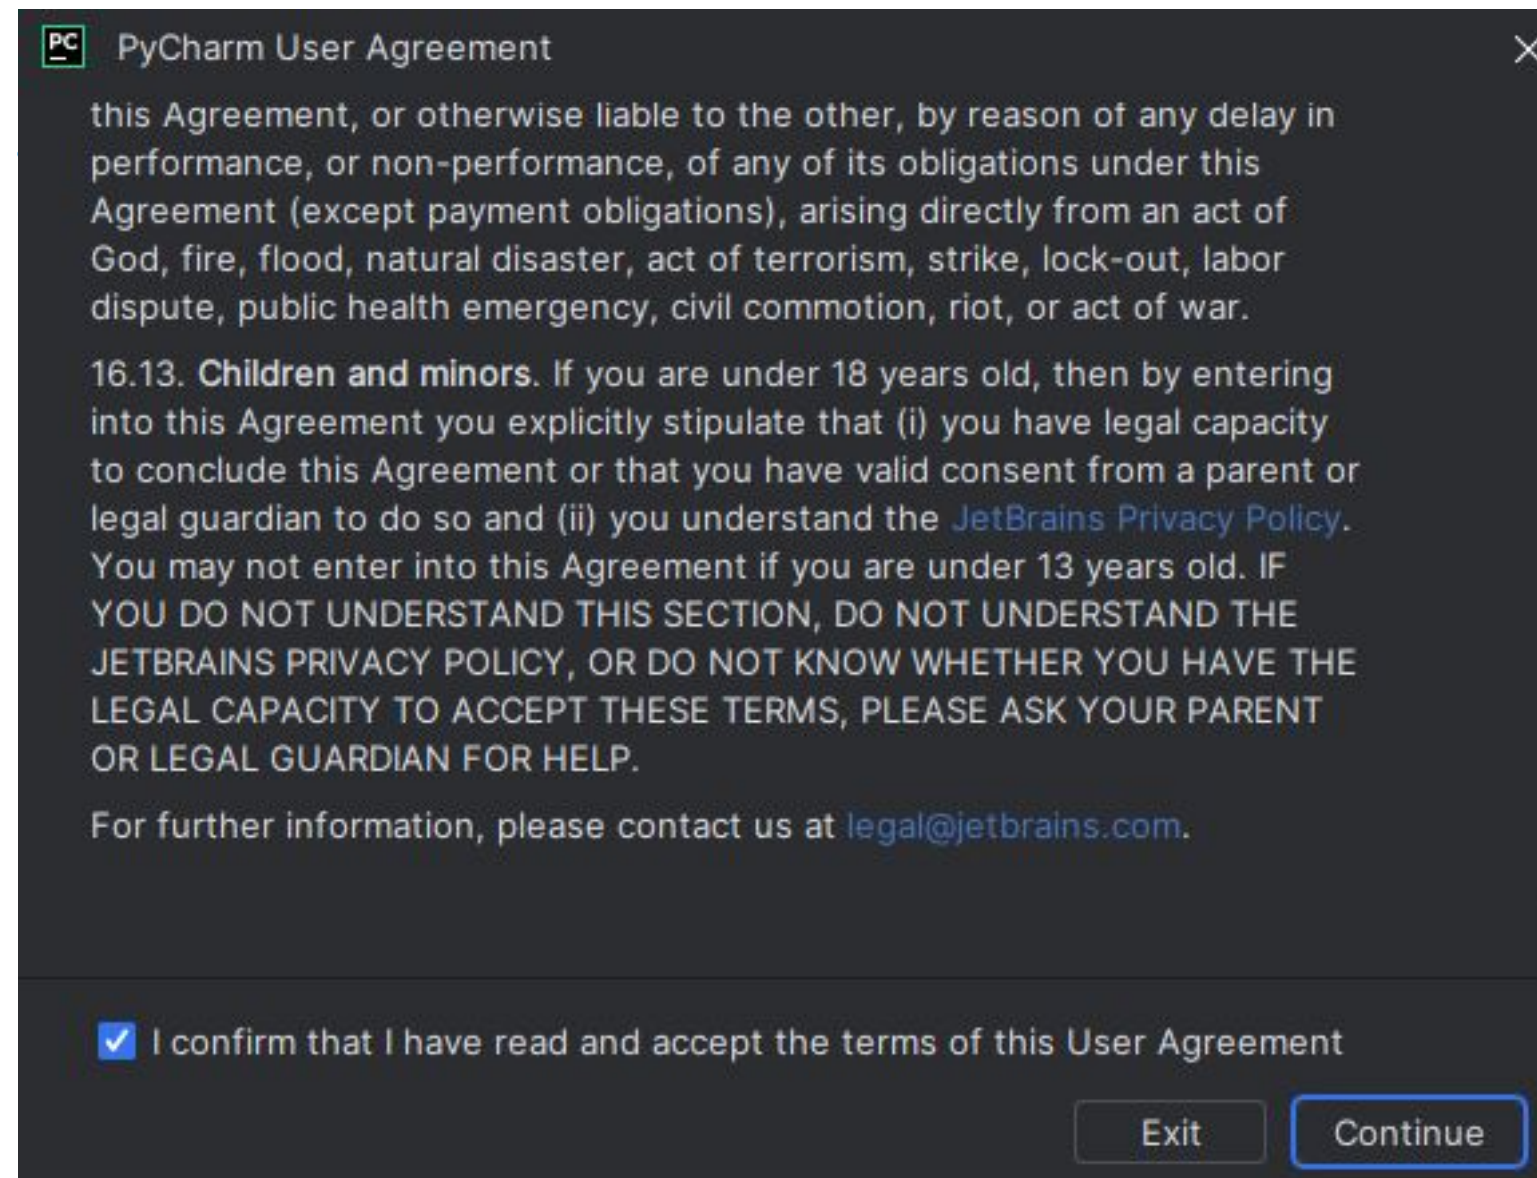 PC PyCharm User Agreement
this Agreement, or otherwise liable to the other, by reason of any delay in
performance, or non-performance, of any of its obligations under this
Agreement (except payment obligations), arising directly from an act of
God, fire, flood, natural disaster, act of terrorism, strike, lock-out, labor
dispute, public health emergency, civil commotion, riot, or act of war.
16.13. Children and minors. If you are under 18 years old, then by entering
into this Agreement you explicitly stipulate that (i) you have legal capacity
to conclude this Agreement or that you have valid consent from a parent or
legal guardian to do so and (ii) you understand the JetBrains Privacy Policy.
You may not enter into this Agreement if you are under 13 years old. IF
YOU DO NOT UNDERSTAND THIS SECTION, DO NOT UNDERSTAND THE
JETBRAINS PRIVACY POLICY, OR DO NOT KNOW WHETHER YOU HAVE THE
LEGAL CAPACITY TO ACCEPT THESE TERMS, PLEASE ASK YOUR PARENT
OR LEGAL GUARDIAN FOR HELP.
For further information, please contact us at legal@jetbrains.com.
I confirm that I have read and accept the terms of this User Agreement
Exit Continue